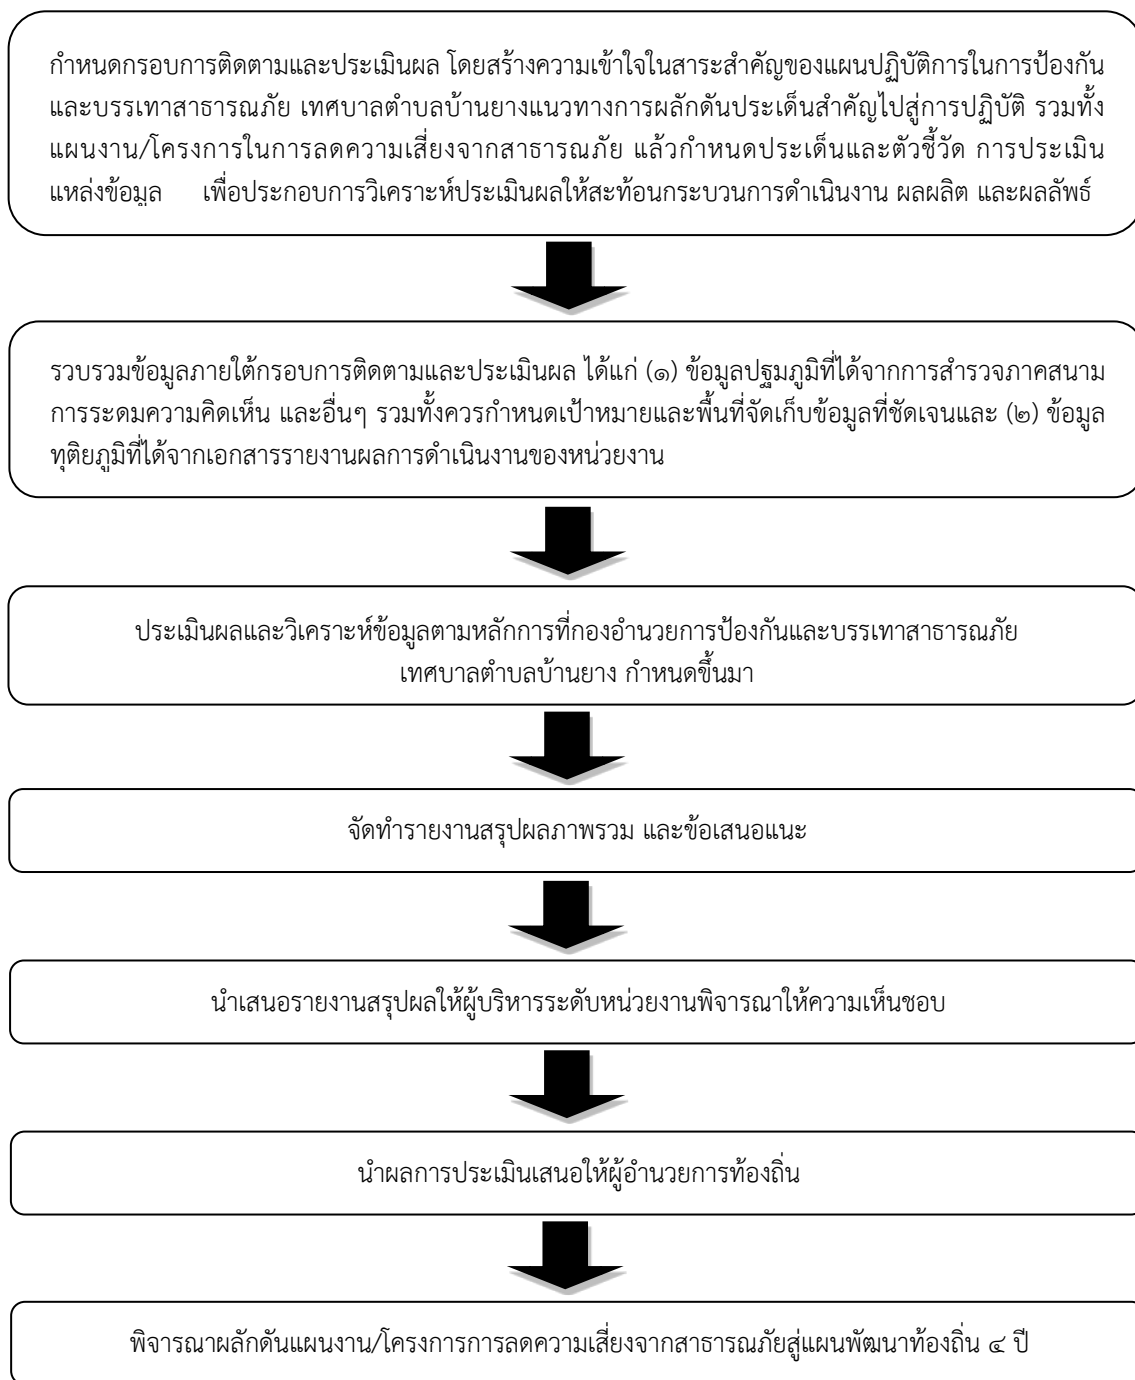 กำหนดกรอบการติดตามและประเมินผล โดยสร้างความเข้าใจในสาระสำคัญของแผนปฏิบัติการในการป้องกัน
และบรรเทาสาธารณภัย เทศบาลตำบลบ้านยางแนวทางการผลักดันประเด็นสำคัญไปสู่การปฏิบัติ รวมทั้ง
แผนงาน/โครงการในการลดความเสี่ยงจากสาธารณภัย แล้วกำหนดประเด็นและตัวชี้วัด การประเมิน
แหล่งข้อมูล เพื่อประกอบการวิเคราะห์ประเมินผลให้สะท้อนกระบวนการดำเนินงาน ผลผลิต และผลลัพธ์
รวบรวมข้อมูลภายใต้กรอบการติดตามและประเมินผล ได้แก่ (๑) ข้อมูลปฐมภูมิที่ได้จากการสำรวจภาคสนาม
การระดมความคิดเห็น และอื่นๆ รวมทั้งควรกำหนดเป้าหมายและพื้นที่จัดเก็บข้อมูลที่ชัดเจนและ (๒) ข้อมูล
ทุติยภูมิที่ได้จากเอกสารรายงานผลการดำเนินงานของหน่วยงาน
ประเมินผลและวิเคราะห์ข้อมูลตามหลักการที่กองอำนวยการป้องกันและบรรเทาสาธารณภัย
เทศบาลตำบลบ้านยาง กำหนดขึ้นมา
จัดทำรายงานสรุปผลภาพรวม และข้อเสนอแนะ
นำเสนอรายงานสรุปผลให้ผู้บริหารระดับหน่วยงานพิจารณาให้ความเห็นชอบ
นำผลการประเมินเสนอให้ผู้อำนวยการท้องถิ่น
พิจารณาผลักดันแผนงาน/โครงการการลดความเสี่ยงจากสาธารณภัยสู่แผนพัฒนาท้องถิ่น ๔ ปี